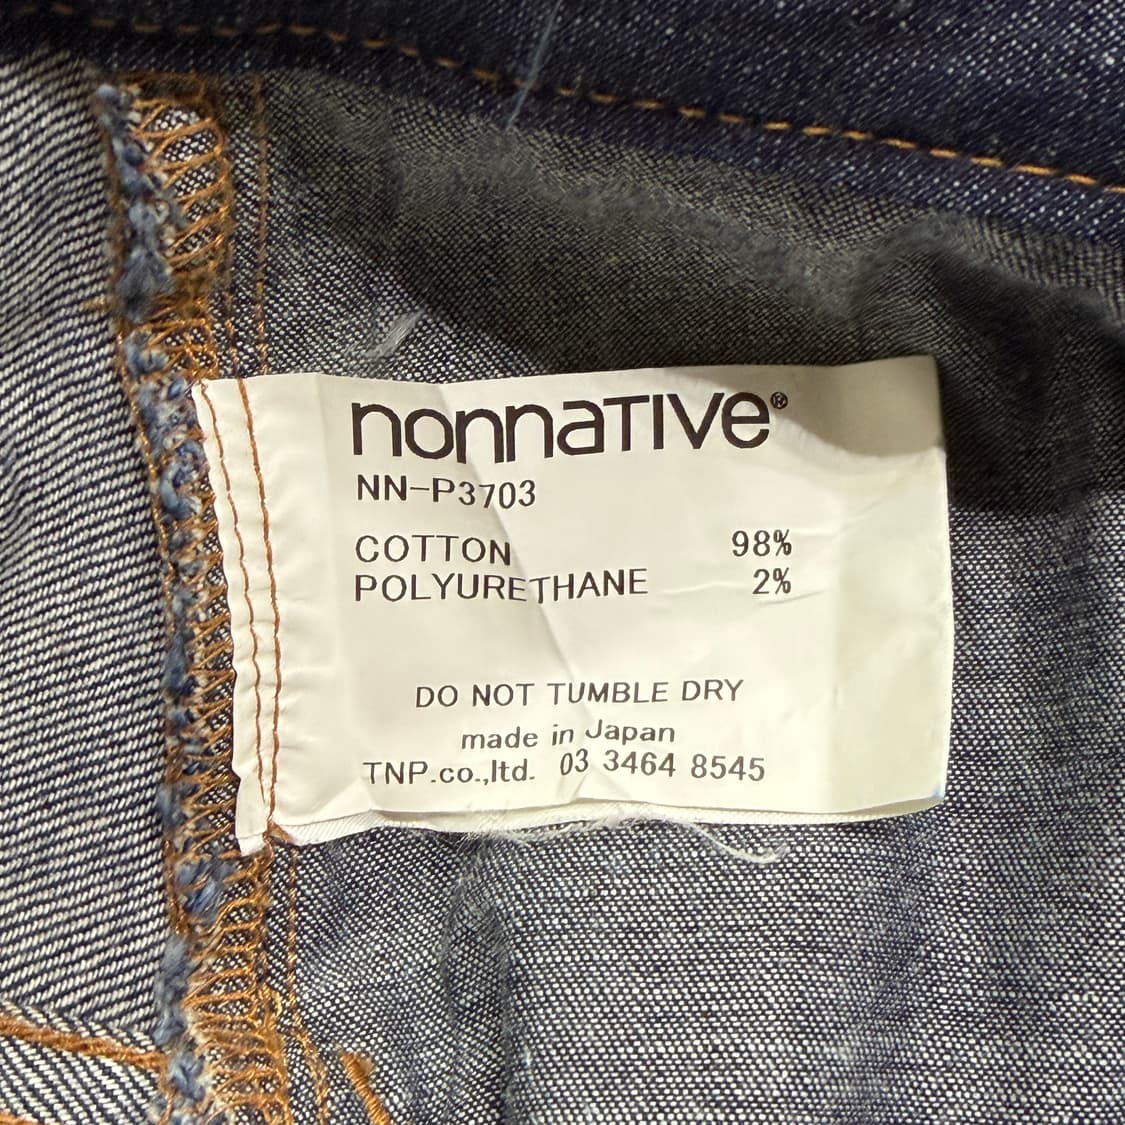 nonnative®
NN-P3703
COTTON 98%
POLYURETHANE 2%
DO NOT TUMBLE DRY
made in Japan
TNP.co.,ltd. 03 3464 8545